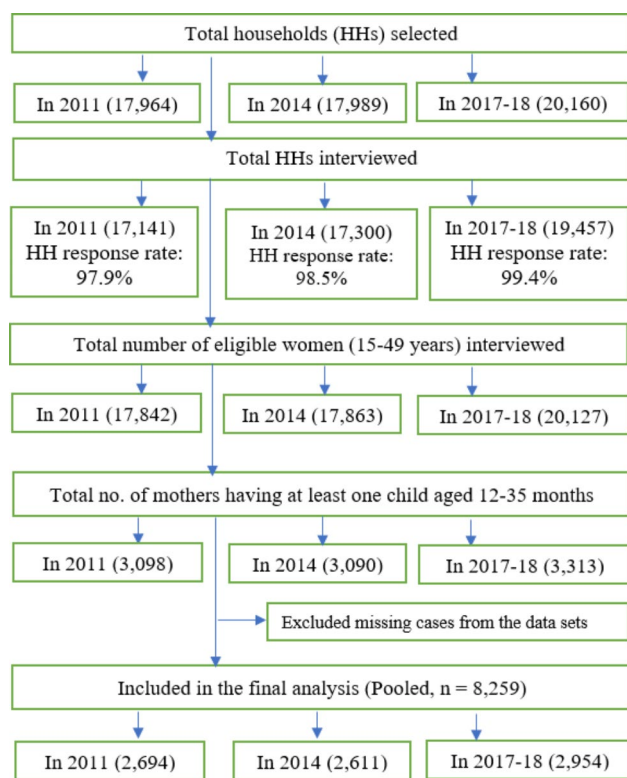 Total households (HHs) selected
In 2011 (17,964)
In 2014 (17,989)
In 2017-18 (20,160)
Total HHs interviewed
In 2011 (17,141)
HH response rate:
97.9%
In 2014 (17,300)
HH response rate:
98.5%
In 2017-18 (19,457)
HH response rate:
99.4%
Total number of eligible women (15-49 years) interviewed
In 2011 (17,842)
In 2014 (17,863)
In 2017-18 (20,127)
Total no. of mothers having at least one child aged 12-35 months
In 2011 (3,098)
In 2014 (3,090)
In 2017-18 (3,313)
Excluded missing cases from the data sets
Included in the final analysis (Pooled, n = 8,259)
In 2011 (2,694)
In 2014 (2,611)
In 2017-18 (2,954)